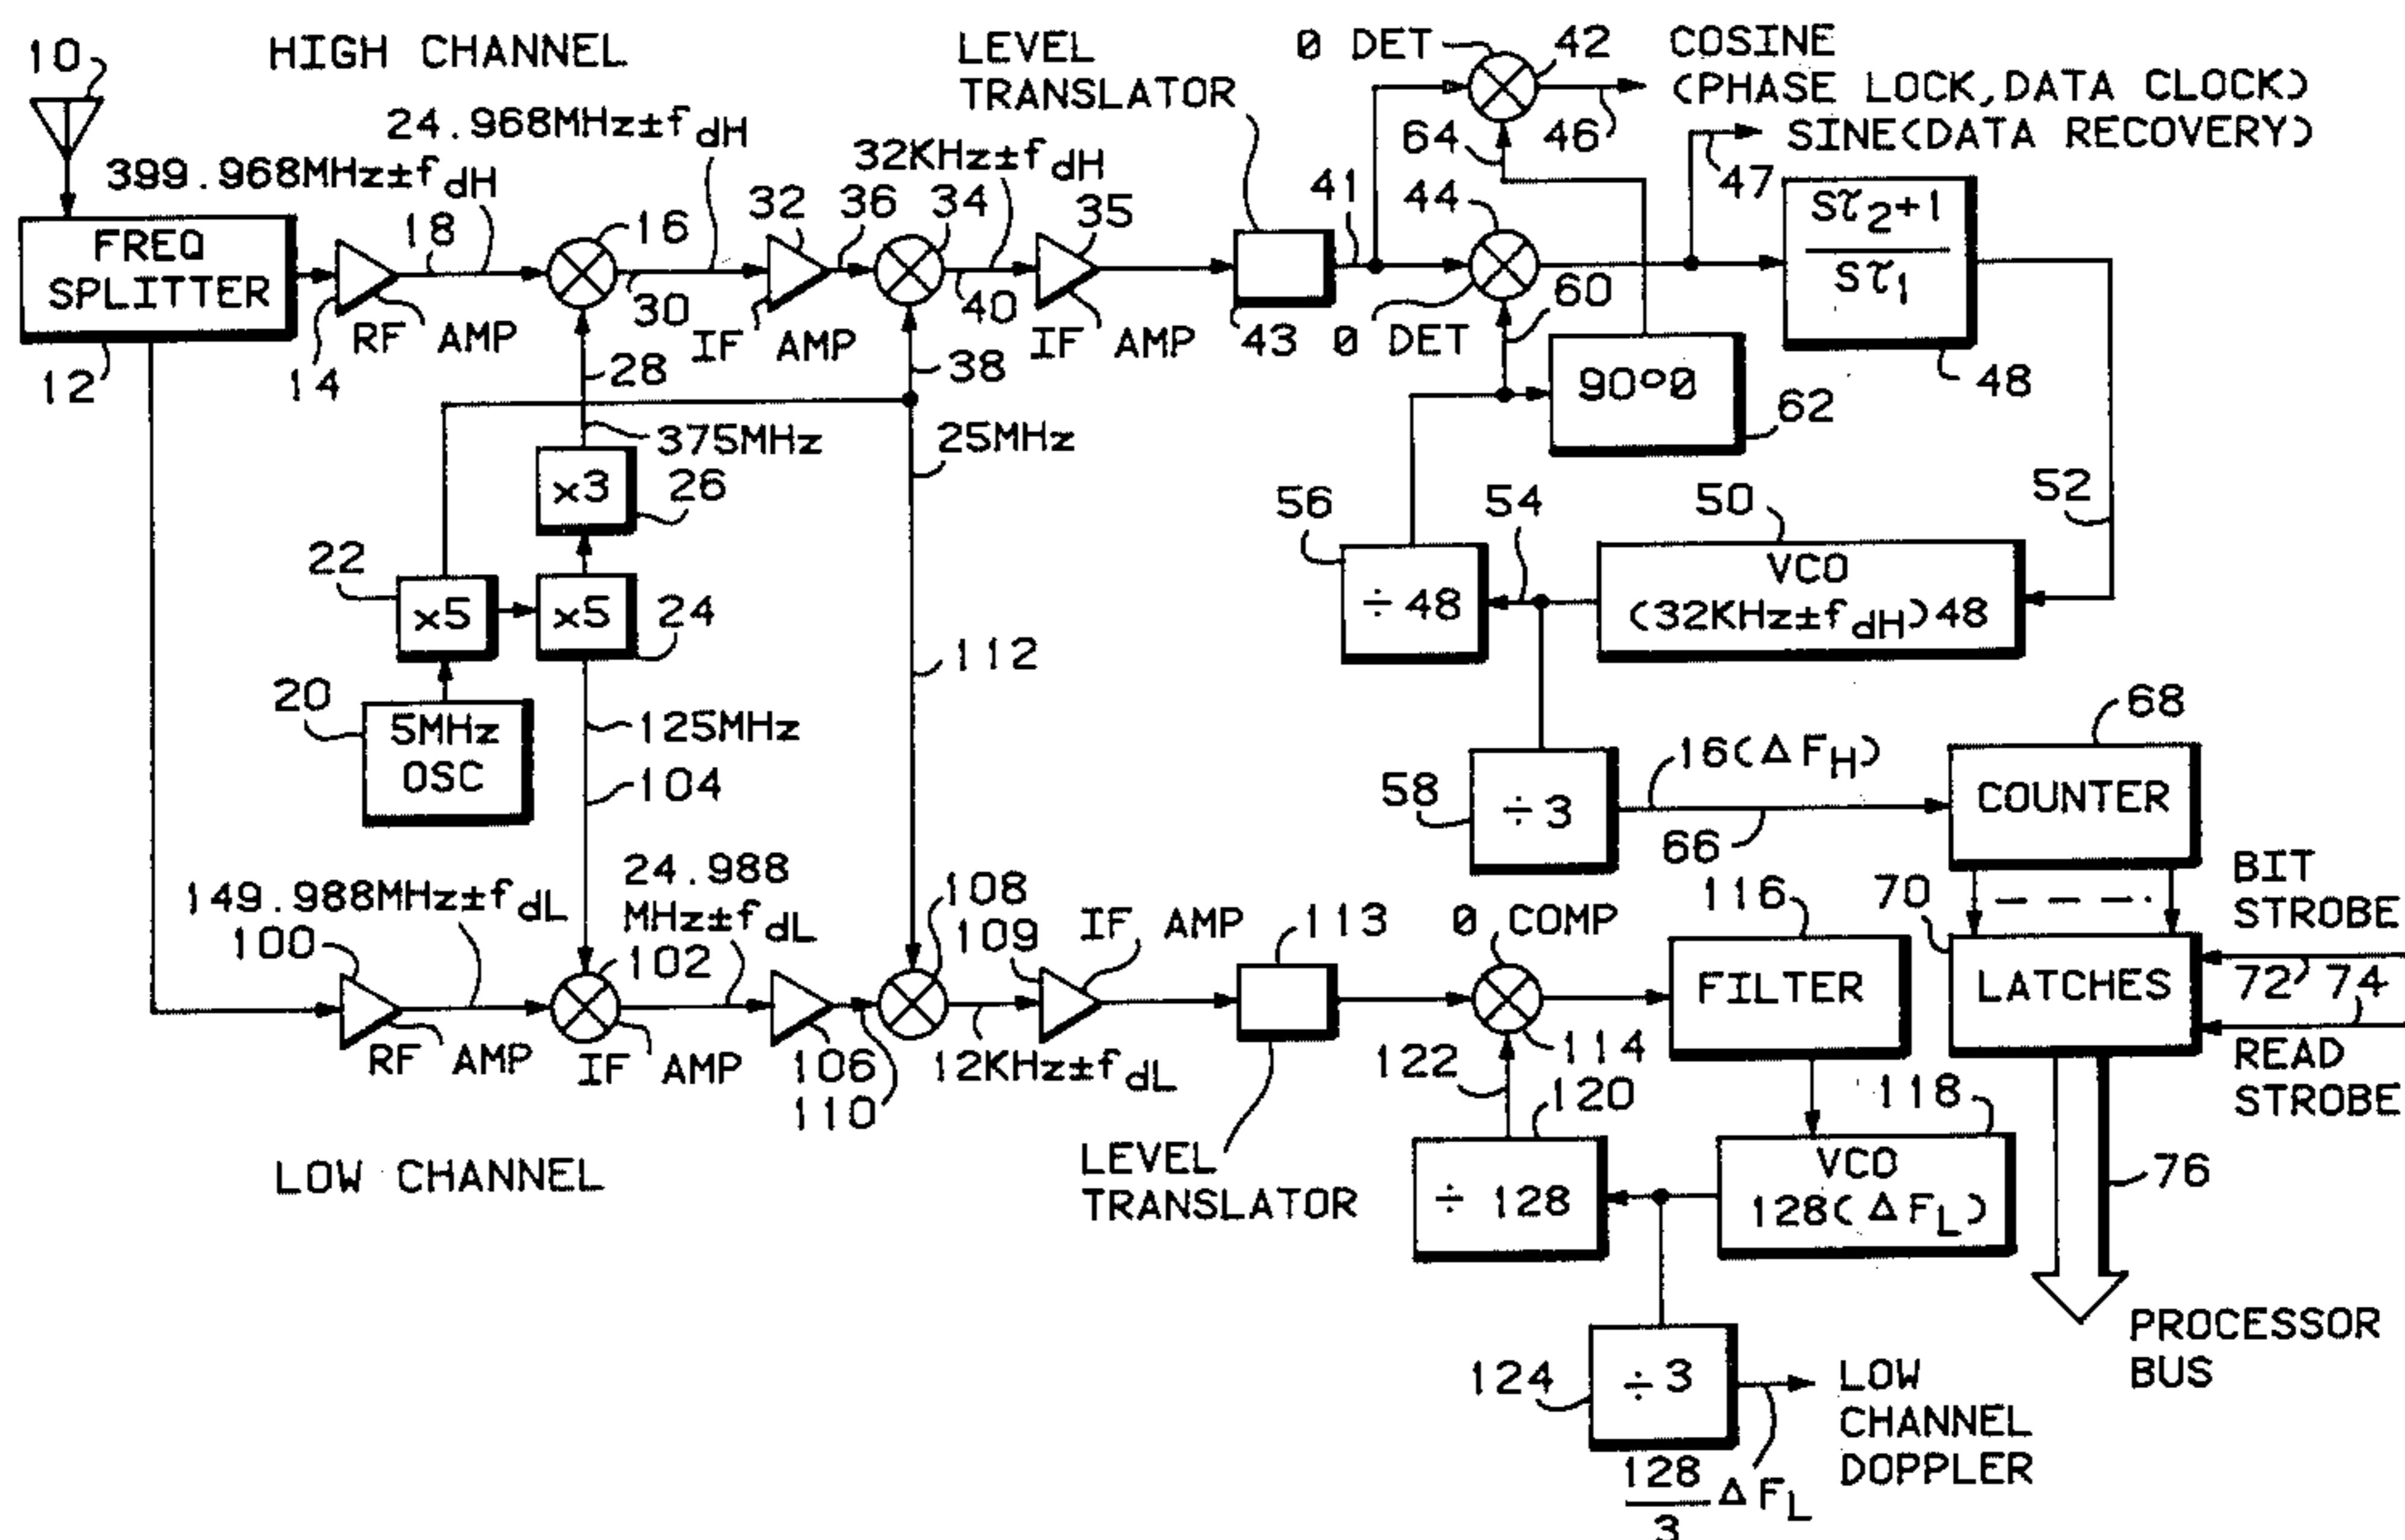 10
HIGH CHANNEL
LEVEL
TRANSLATOR
0 DET
42
COSINE
(PHASE LOCK,DATA CLOCK)
SINE(DATA RECOVERY)
399.968MHz±fdH
24.968MHz±fdH
32KHz±fdH
64
46
47
FREQ
SPLITTER
12
18
14
RF AMP
16
30
32
IF AMP
36
34
40
35
IF AMP
41
43
44
0 DET
60
Sτ2+1
Sτ1
48
28
38
90°0
62
375MHz
25MHz
x3
26
22
x5
x5
24
20
5MHz
OSC
125MHz
104
112
56
÷48
54
50
VCO
(32KHz±fdH)48
52
58
÷3
16(ΔFH)
66
68
COUNTER
BIT
STROBE
70
LATCHES
72
74
READ
STROBE
76
PROCESSOR
BUS
149.988MHz±fdL
100
RF AMP
24.988
MHz±fdL
102
IF AMP
106
110
108
109
IF AMP
12KHz±fdL
113
LEVEL
TRANSLATOR
0 COMP
114
116
FILTER
122
120
÷ 128
118
VCO
128(ΔFL)
LOW CHANNEL
124
÷3
LOW
CHANNEL
DOPPLER
128
3
ΔFL